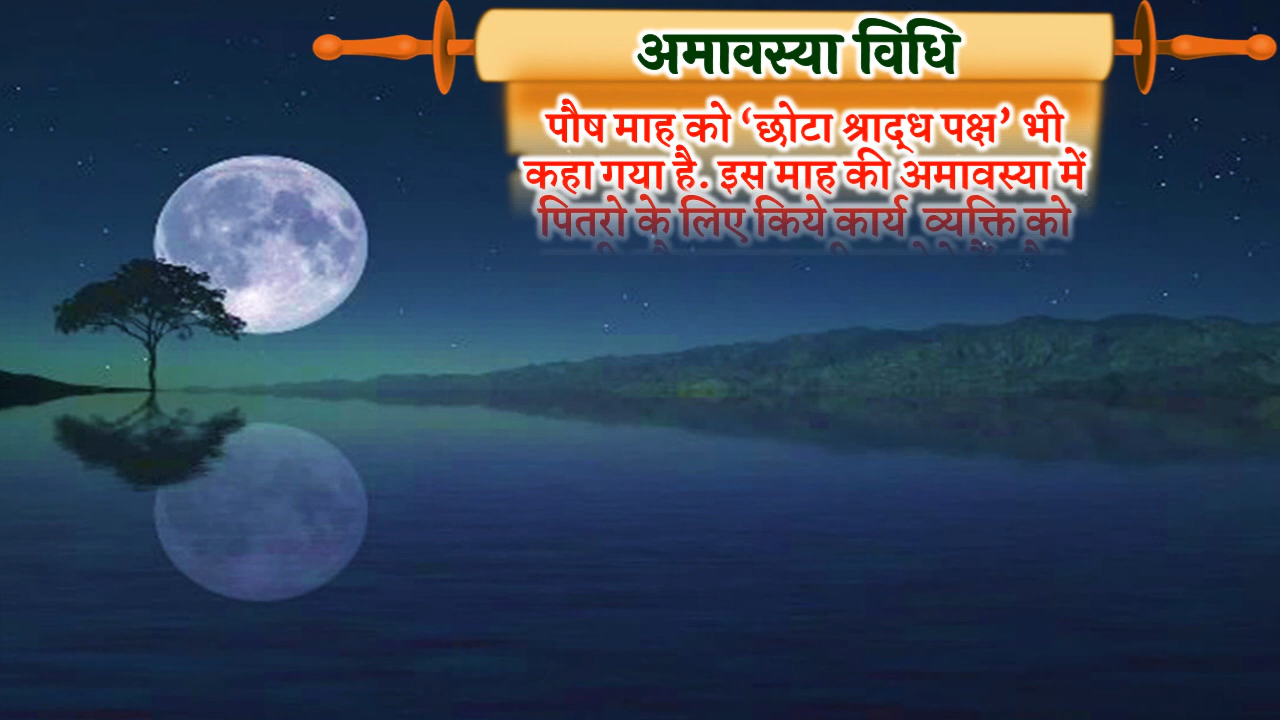 अमावस्या विधि
पौष माह को ‘छोटा श्राद्ध पक्ष’ भी
कहा गया है. इस माह की अमावस्या में
पितरो के लिए किये कार्य व्यक्ति को